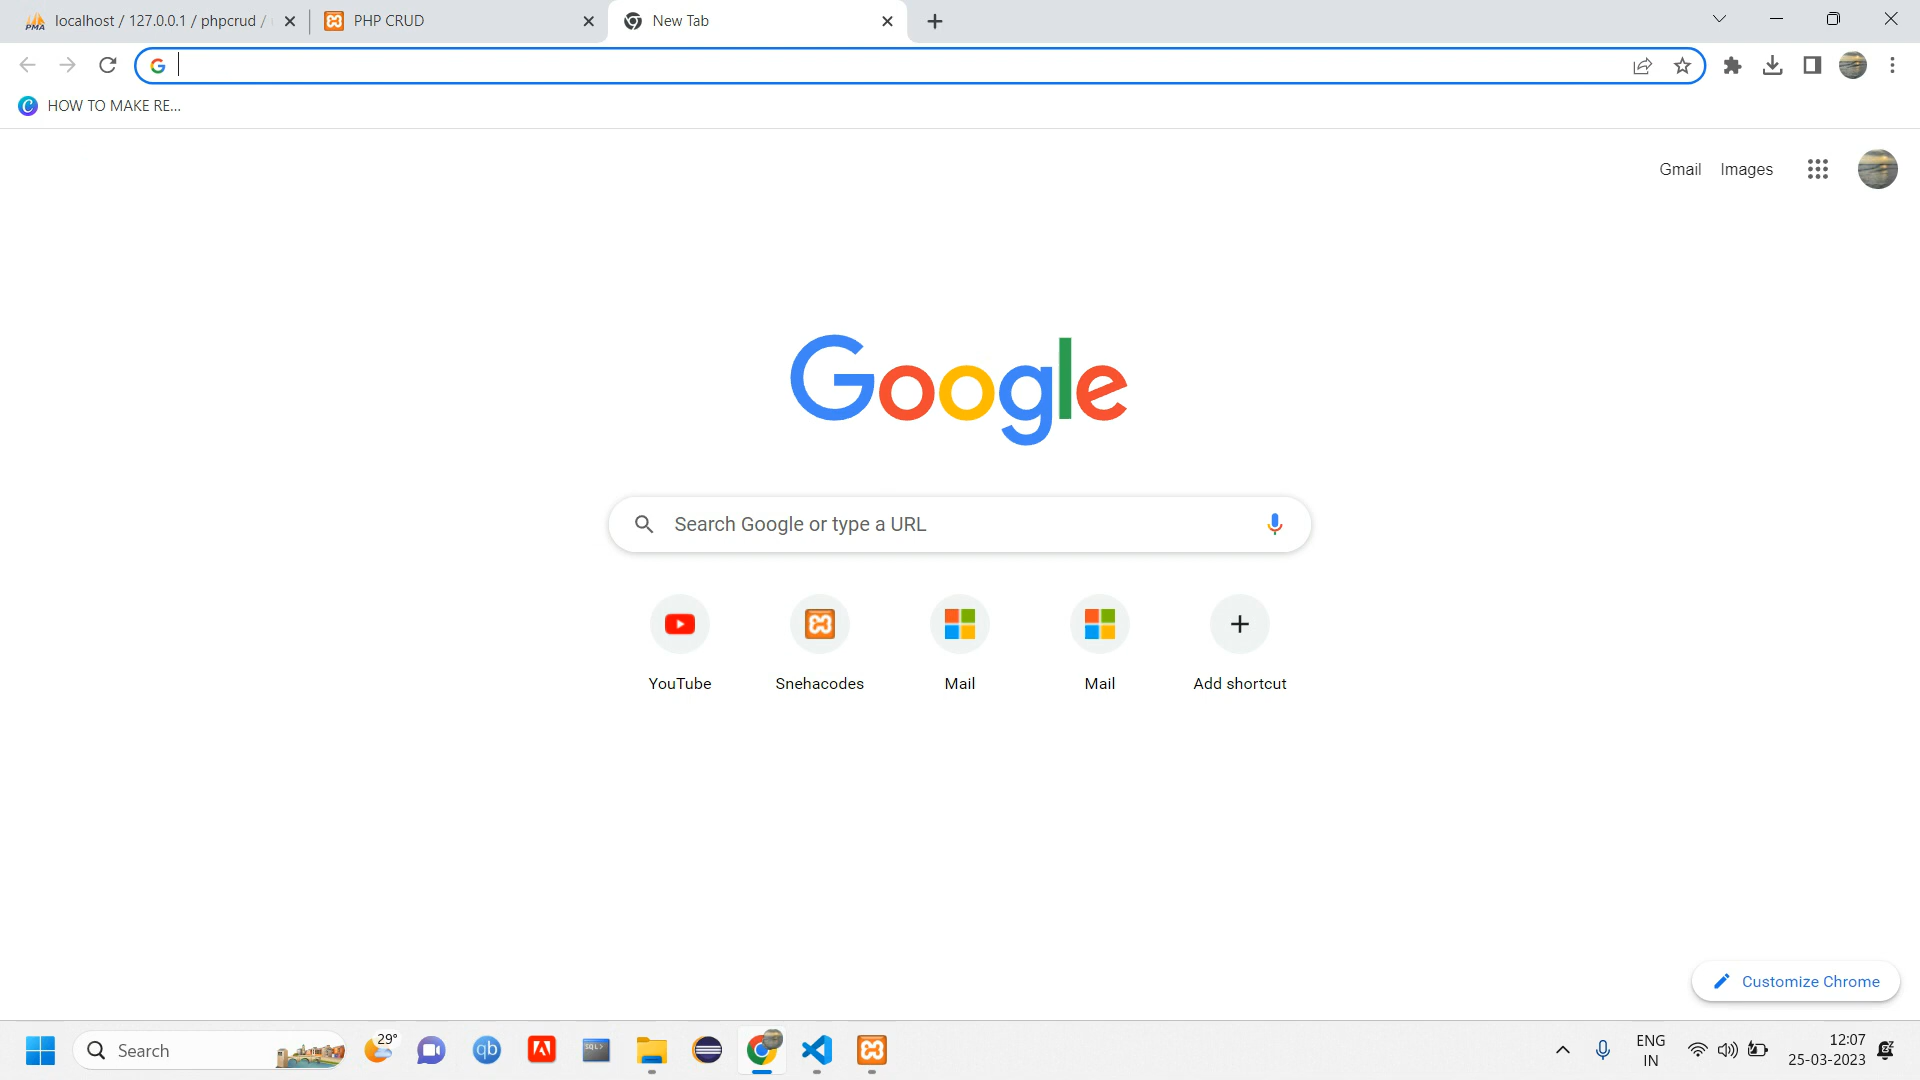 localhost / 127.0.0.1 / phpcrud /
PHP CRUD
New Tab
HOW TO MAKE RE...
Gmail
Images
Google
Search Google or type a URL
YouTube
Snehacodes
Mail
Mail
Add shortcut
Customize Chrome
Search
29°
qb
SQL>
ENG
IN
12:07
25-03-2023